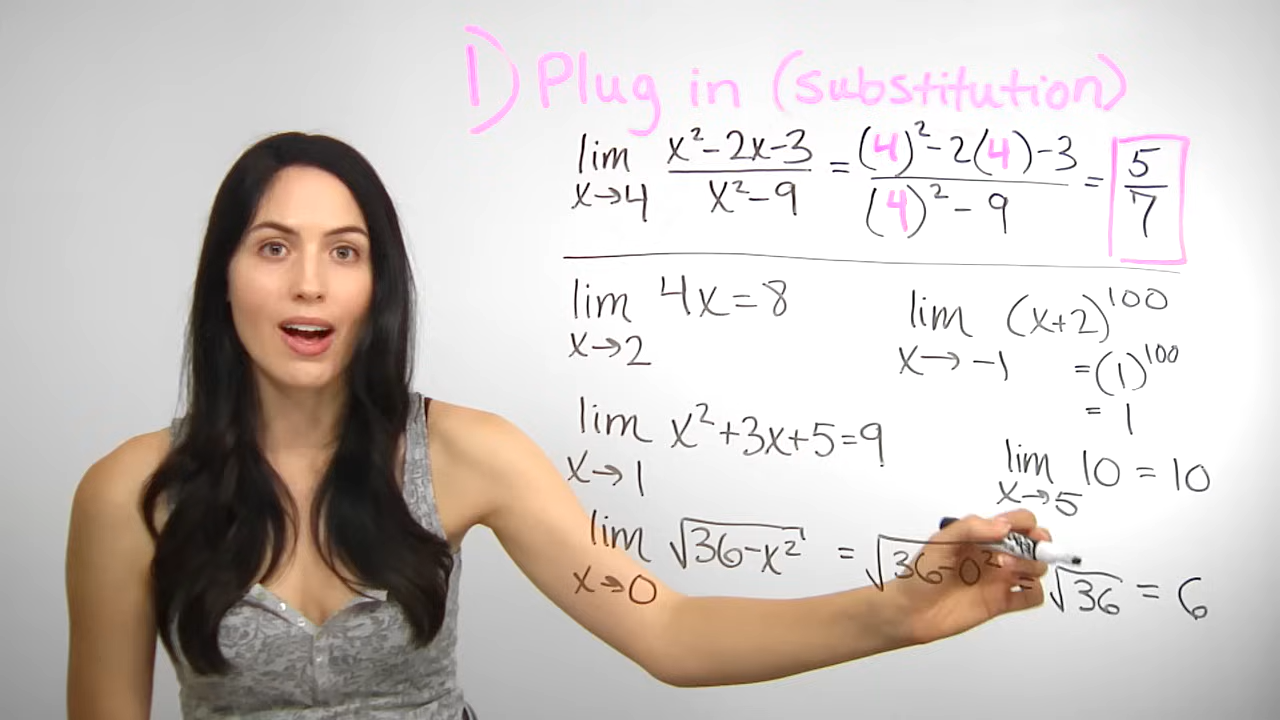 1) Plug in (substitution)
lim x→4 (x²-2x-3)/(x²-9) = ((4)²-2(4)-3)/((4)²-9) = 5/7
lim x→2 4x=8
lim x→-1 (x+2)¹⁰⁰
=(1)¹⁰⁰
= 1
lim x→1 x²+3x+5=9
lim x→5 10 = 10
lim x→0 √36-x² = √36-0² = √36 = 6